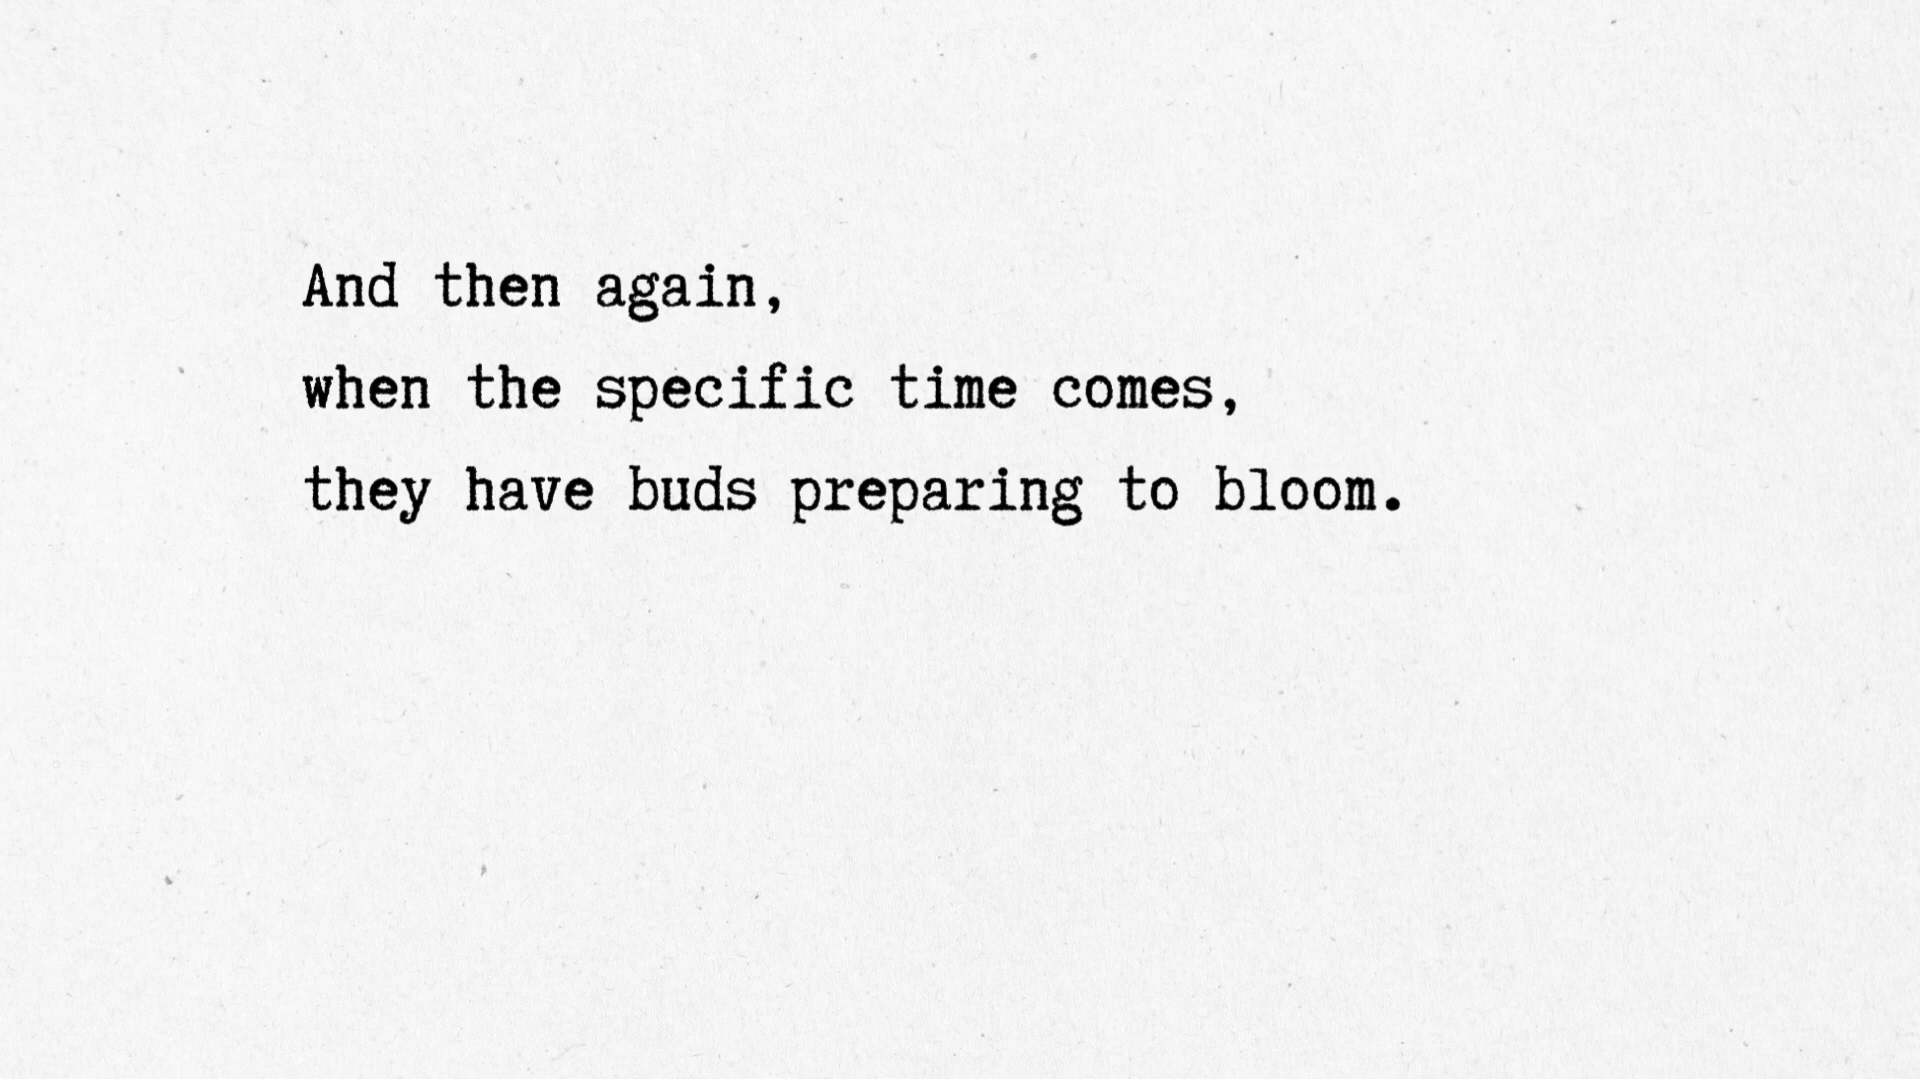 And then again,
when the specific time comes,
they have buds preparing to bloom.